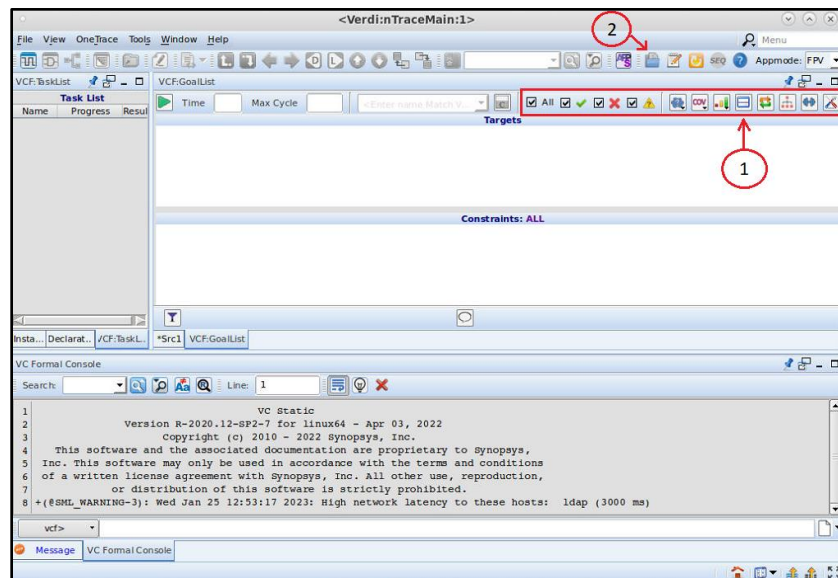 <Verdi:nTraceMain:1>
File View OneTrace Tools Window Help
Menu
2
SEQ
Appmode: FPV
VCF:TaskList
VCF:GoalList
Task List
Name Progress Resul
Time Max Cycle <Enter name Match V... All COV
Targets
1
Constraints: ALL
Insta... Declarat.. VCF:TaskL.. *Src1 VCF:GoalList
VC Formal Console
Search: Line: 1
1 VC Static
2 Version R-2020.12-SP2-7 for linux64 - Apr 03, 2022
3 Copyright (c) 2010 - 2022 Synopsys, Inc.
4 This software and the associated documentation are proprietary to Synopsys,
5 Inc. This software may only be used in accordance with the terms and conditions
6 of a written license agreement with Synopsys, Inc. All other use, reproduction,
7 or distribution of this software is strictly prohibited.
8 +(@SML_WARNING-3): Wed Jan 25 12:53:17 2023: High network latency to these hosts: ldap (3000 ms)
vcf>
Message VC Formal Console